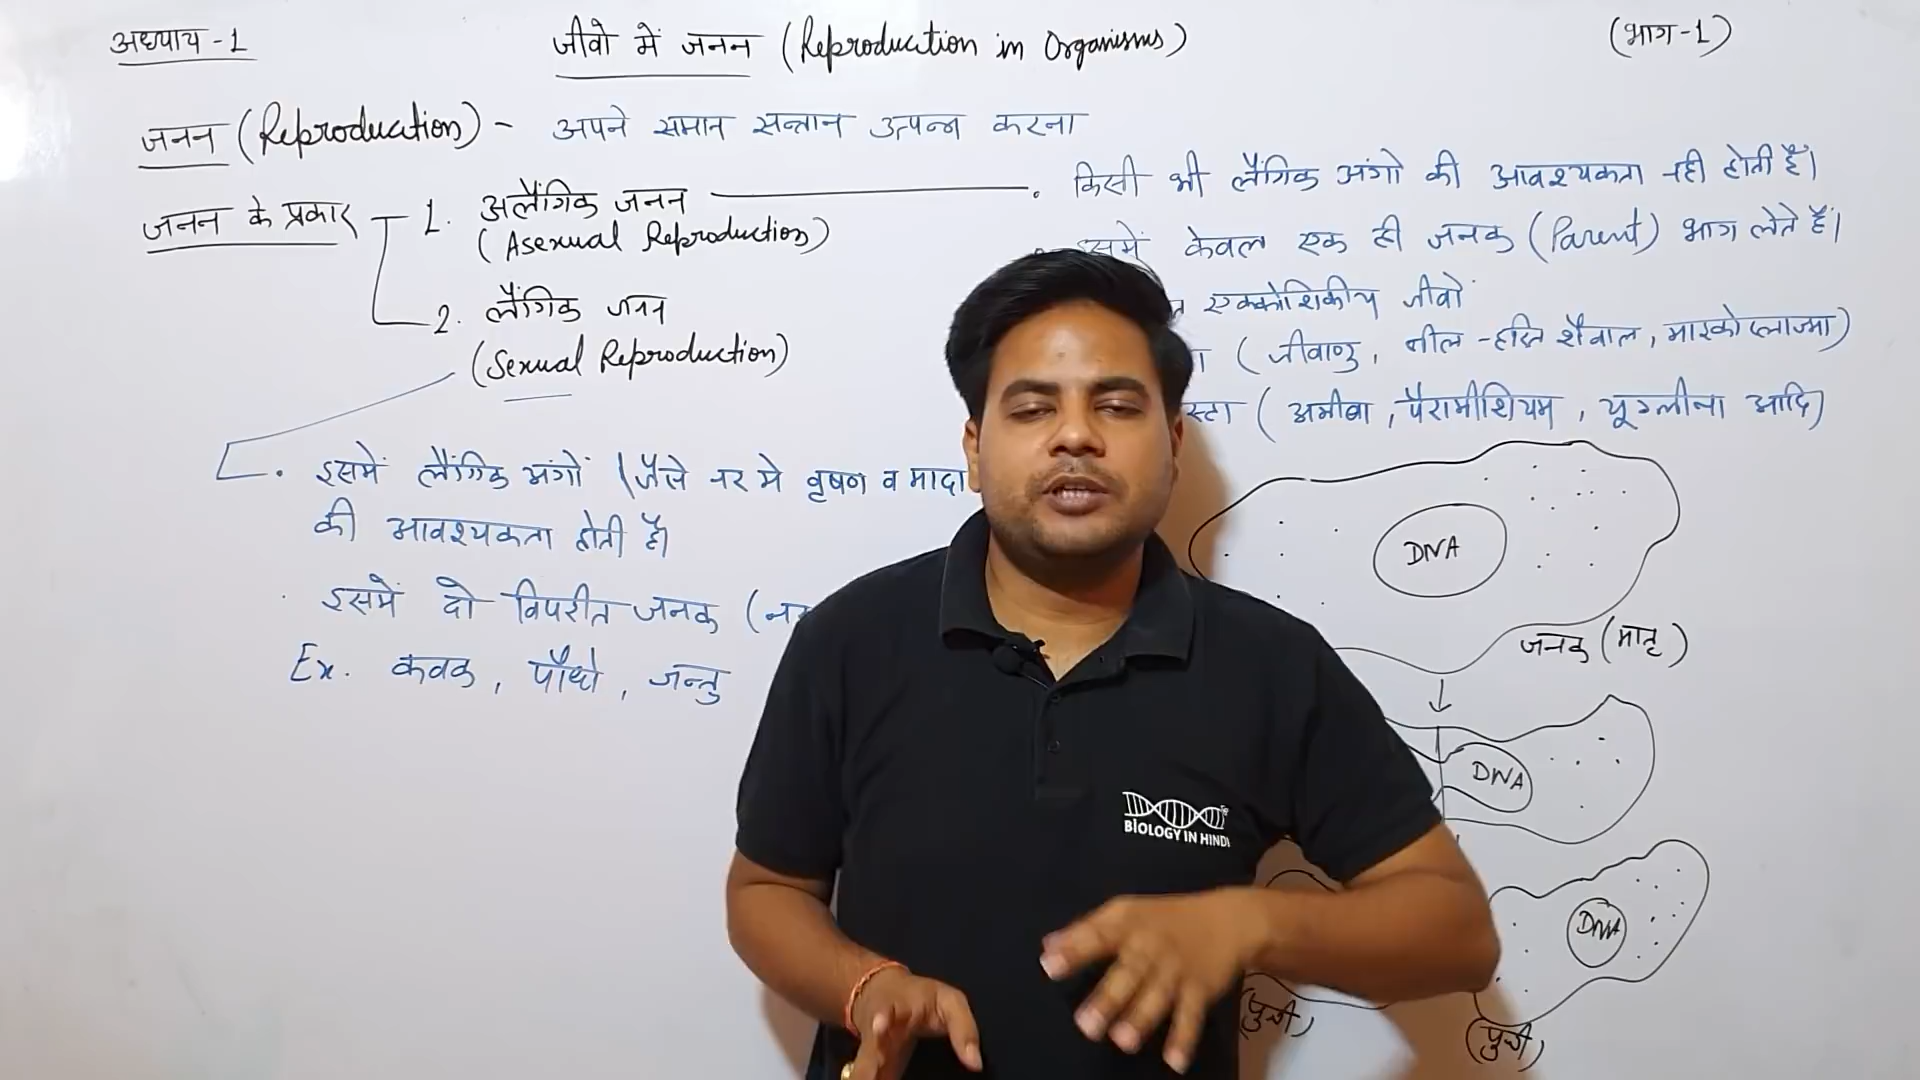 अध्याय -1
जीवो में जनन (Reproduction in Organisms)
(भाग-1)
जनन (Reproduction) - अपने समान सन्तान उत्पन्न करना
जनन के प्रकार
1. अलैंगिक जनन
(Asexual Reproduction)
2. लैंगिक जनन
(Sexual Reproduction)
. किसी भी लैंगिक अंगो की आवश्यकता नही होती हैं।
केवल एक ही जनक (Parent) भाग लेते हैं।
एककोशिकीय जीवों
(जीवाणु, नील-हरित शैवाल, माइकोप्लाज्मा)
स्टा (अमीबा, पैरामीशियम, यूग्लीना आदि)
. इसमें लैंगिक अंगों (जैसे नर मे वृषण व मादा
की आवश्यकता होती है।
. इसमें दो विपरीत जनक
Ex. कवक, पौधो, जन्तु
DNA
जनक (मातृ)
DNA
DNA
(पुत्री)
(पुत्री)
BIOLOGY IN HINDI